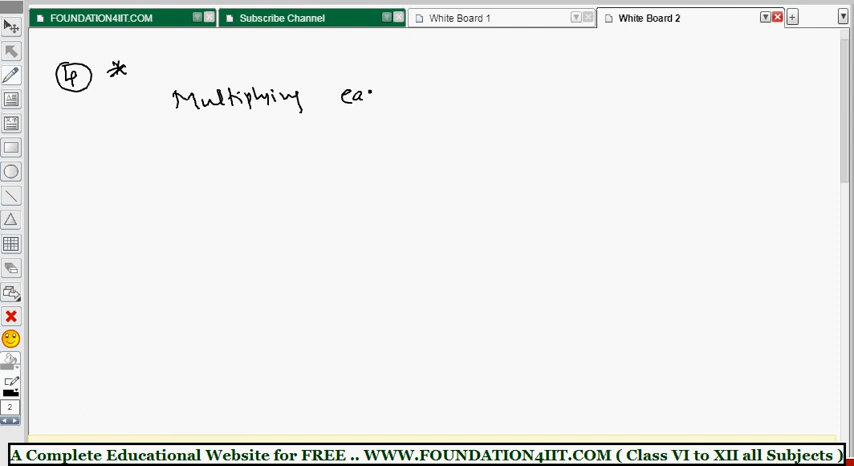 FOUNDATION4IIT.COM
Subscribe Channel
White Board 1
White Board 2
4 *
Multiplying ea
2
A Complete Educational Website for FREE .. WWW.FOUNDATION4IIT.COM ( Class VI to XII all Subjects )